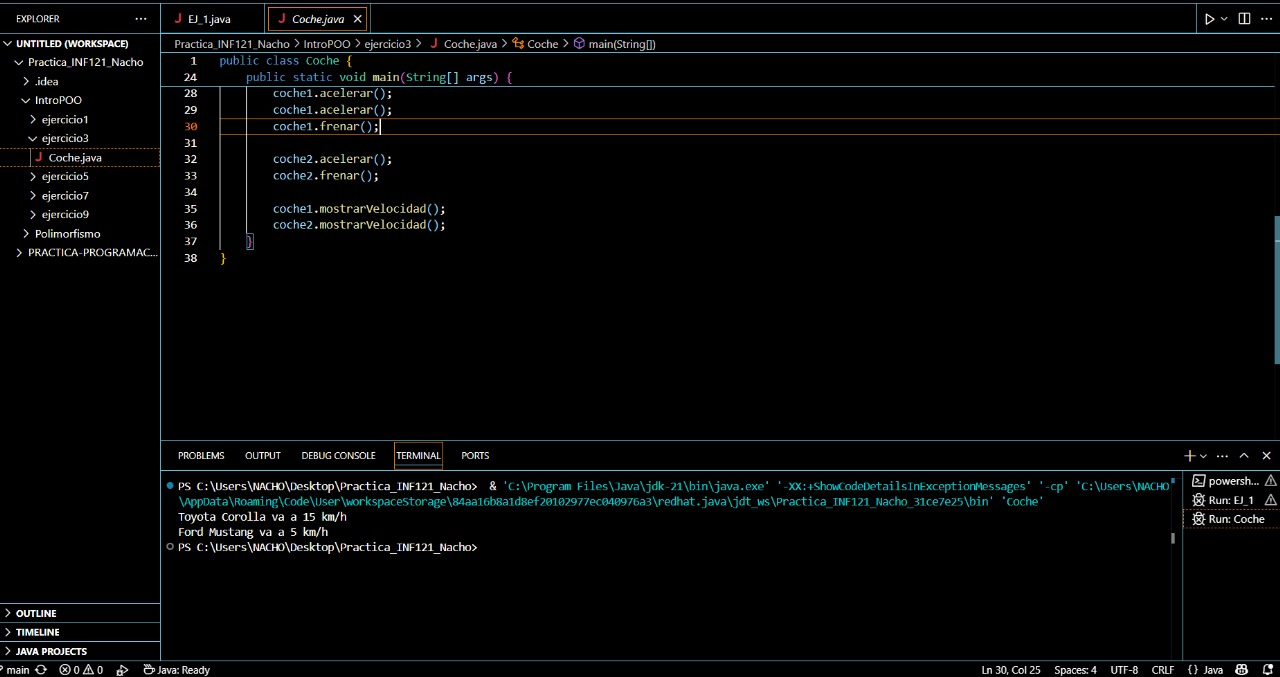 EXPLORER ···
EJ_1.java
Coche.java
UNTITLED (WORKSPACE)
Practica_INF121_Nacho
.idea
IntroPOO
ejercicio1
ejercicio3
Coche.java
ejercicio5
ejercicio7
ejercicio9
Polimorfismo
PRACTICA-PROGRAMAC...
Practica_INF121_Nacho > IntroPOO > ejercicio3 > Coche.java > Coche > main(String[])
1 public class Coche {
24 public static void main(String[] args) {
28 coche1.acelerar();
29 coche1.acelerar();
30 coche1.frenar();
31
32 coche2.acelerar();
33 coche2.frenar();
34
35 coche1.mostrarVelocidad();
36 coche2.mostrarVelocidad();
37 }
38 }
PROBLEMS OUTPUT DEBUG CONSOLE TERMINAL PORTS
PS C:\Users\NACHO\Desktop\Practica_INF121_Nacho> & 'C:\Program Files\Java\jdk-21\bin\java.exe' '-XX:+ShowCodeDetailsInExceptionMessages' '-cp' 'C:\Users\NACHO
\AppData\Roaming\Code\User\workspaceStorage\84aa16b8a1d8ef20102977ec040976a3\redhat.java\jdt_ws\Practica_INF121_Nacho_31ce7e25\bin' 'Coche'
Toyota Corolla va a 15 km/h
Ford Mustang va a 5 km/h
PS C:\Users\NACHO\Desktop\Practica_INF121_Nacho>
powersh...
Run: EJ_1
Run: Coche
OUTLINE
TIMELINE
JAVA PROJECTS
main 0 0 Java: Ready Ln 30, Col 25 Spaces: 4 UTF-8 CRLF {} Java